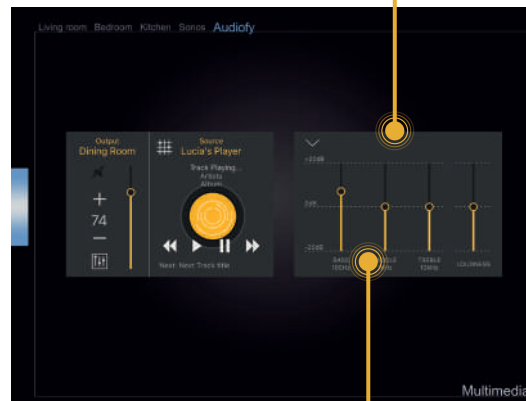 Living room Bedroom Kitchen Sonos Audiofy
Output
Dining Room
74
Source
Lucia's Player
Track Playing...
Artists
Album
Next: Next Track title
+20dB
0dB
-20dB
BASS
TREBLE
10KHz
LOUDNESS
Multimedia